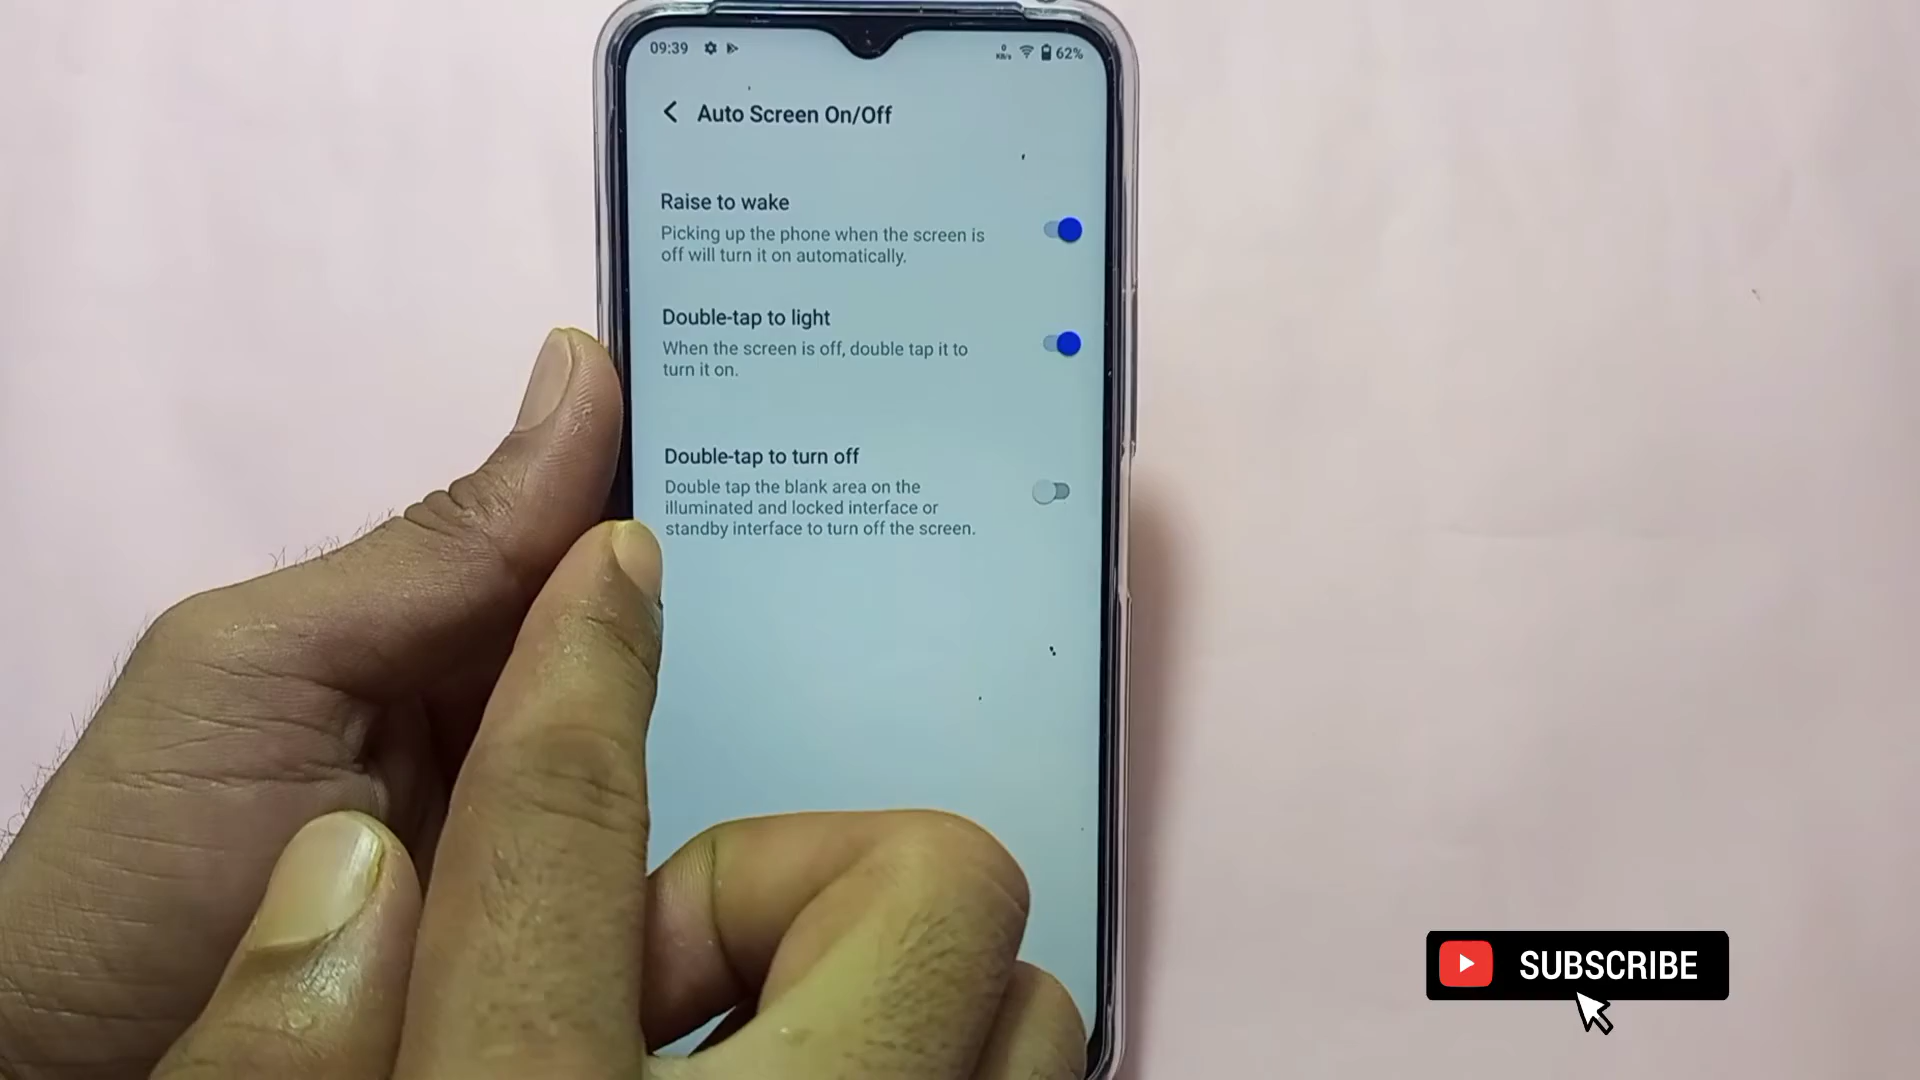 09:39
0
KB/s
62%
Auto Screen On/Off
Raise to wake
Picking up the phone when the screen is
off will turn it on automatically.
Double-tap to light
When the screen is off, double tap it to
turn it on.
Double-tap to turn off
Double tap the blank area on the
illuminated and locked interface or
standby interface to turn off the screen.
SUBSCRIBE